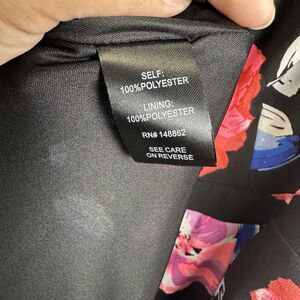 SELF:
100%POLYESTER
LINING:
100%POLYESTER
RN# 148862
SEE CARE
ON REVERSE